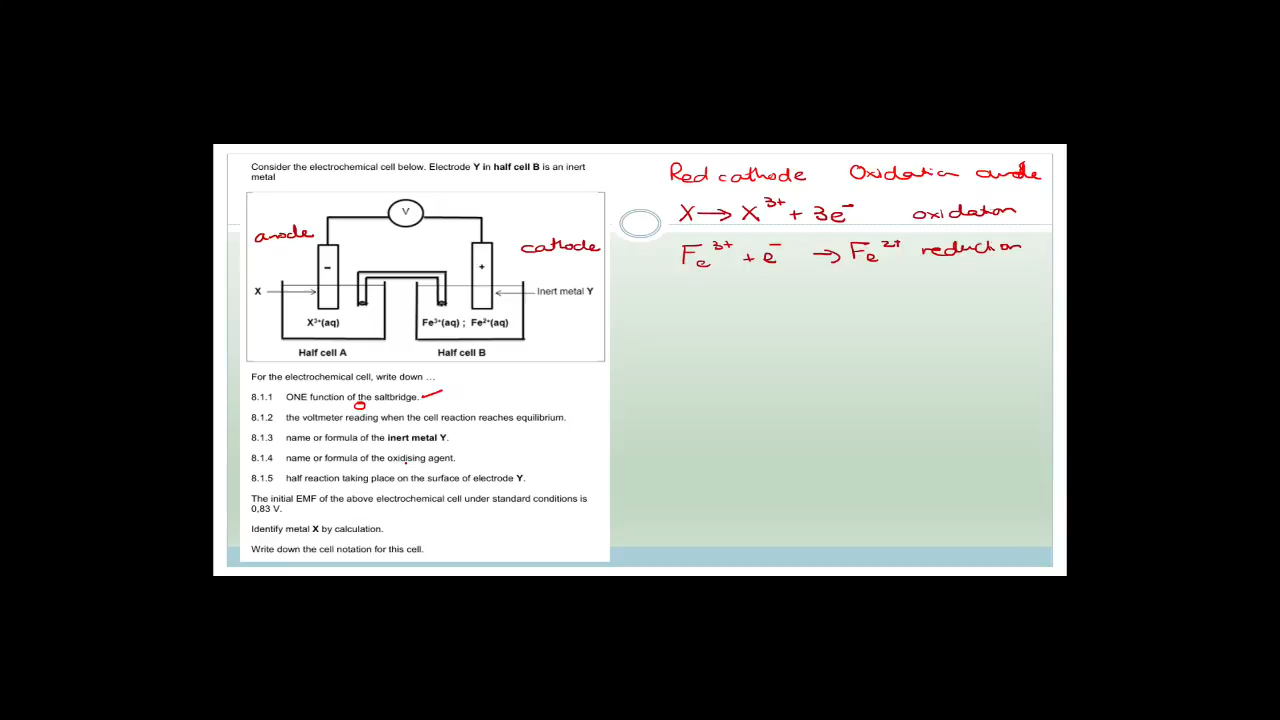 Consider the electrochemical cell below. Electrode Y in half cell B is an inert
metal
V
anode
cathode
–
+
X
Inert metal Y
X³⁺(aq)
Fe³⁺(aq) ; Fe²⁺(aq)
Half cell A
Half cell B
For the electrochemical cell, write down …
8.1.1 ONE function of the saltbridge.
8.1.2 the voltmeter reading when the cell reaction reaches equilibrium.
8.1.3 name or formula of the inert metal Y.
8.1.4 name or formula of the oxidising agent.
8.1.5 half reaction taking place on the surface of electrode Y.
The initial EMF of the above electrochemical cell under standard conditions is
0,83 V.
Identify metal X by calculation.
Write down the cell notation for this cell.
Red cathode Oxidation anode
X → X³⁺ + 3e⁻ oxidation
Fe³⁺ + e⁻ → Fe²⁺ reduction